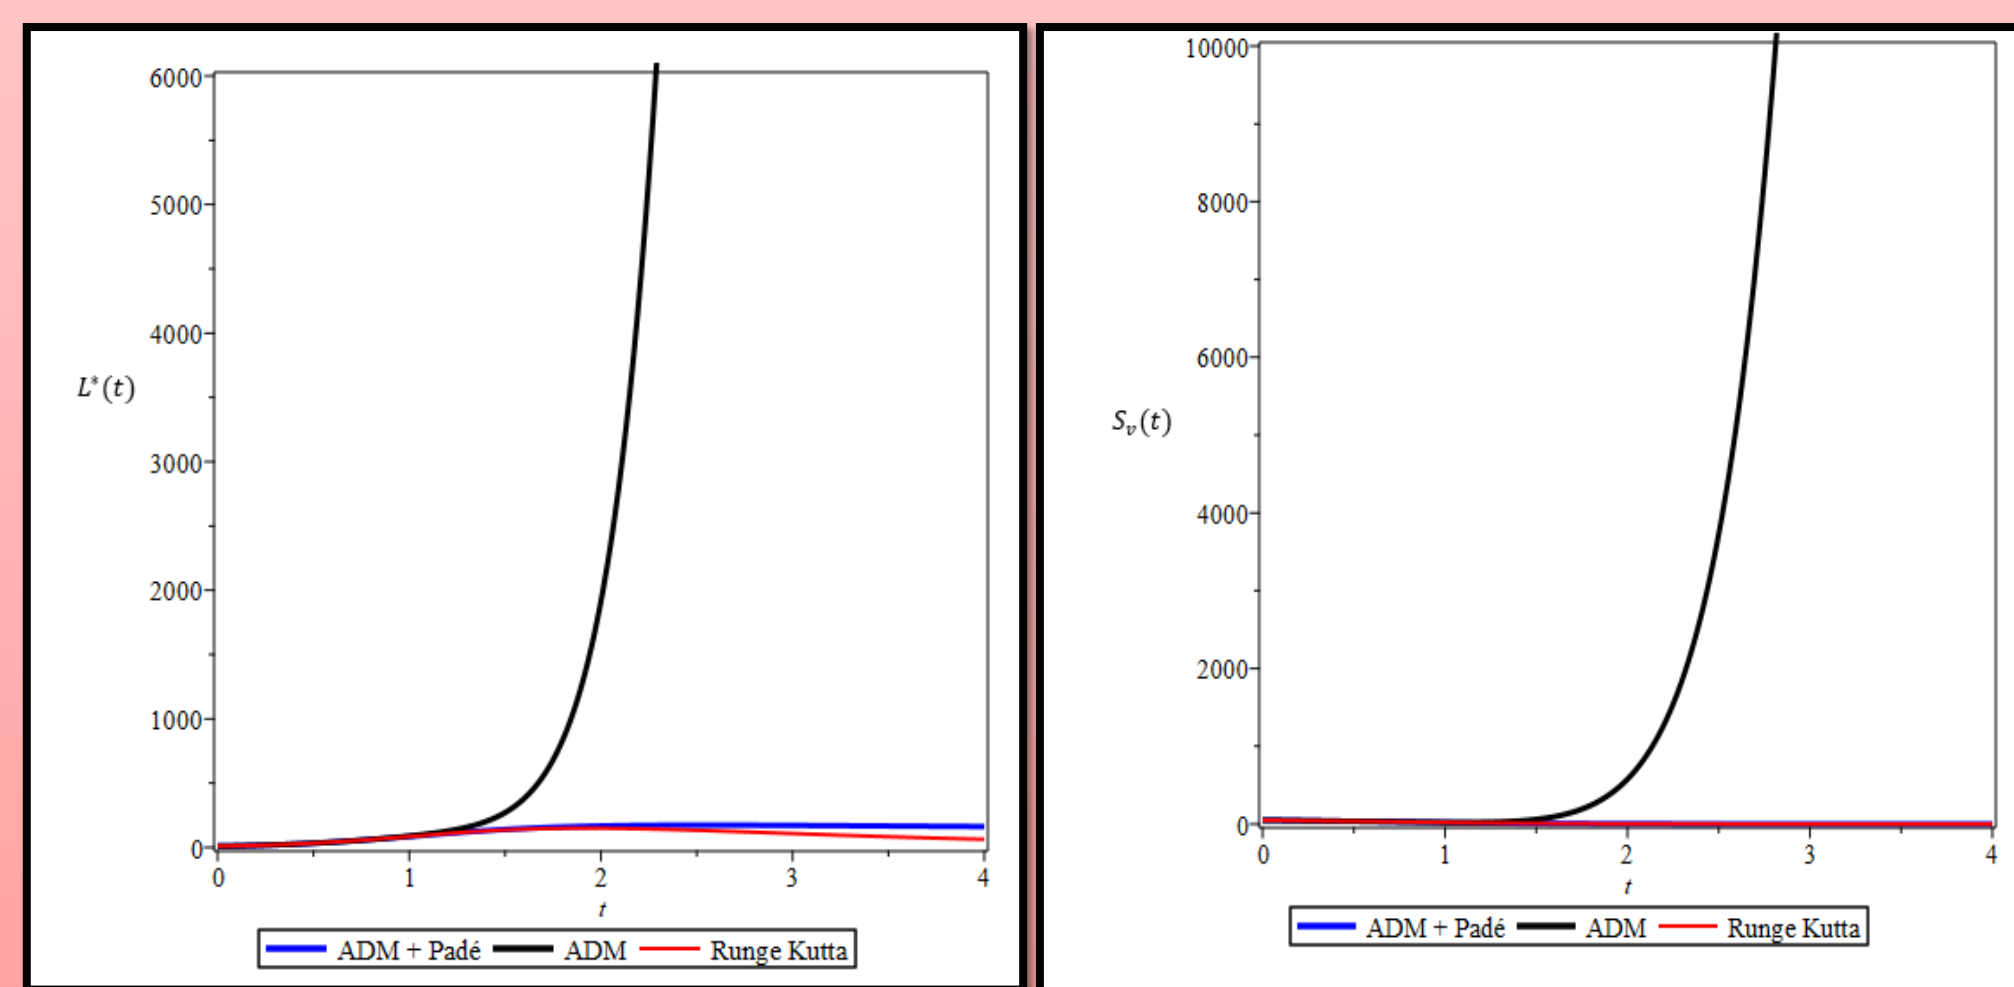 6000
5000
4000
L*(t)
3000
2000
1000
0
0 1 2 3 4
t
ADM + Padé ADM Runge Kutta
10000
8000
6000
S_v(t)
4000
2000
0
0 1 2 3 4
t
ADM + Padé ADM Runge Kutta